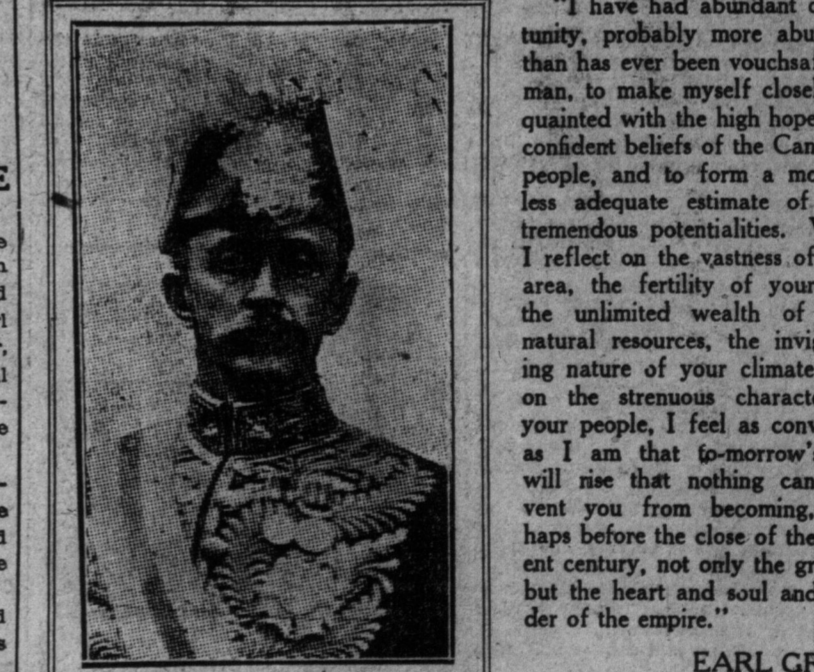 "I have had abundant
tunity, probably more abu
than has ever been vouchsa
man, to make myself close
quainted with the high hope
confident beliefs of the Can
people, and to form a mo
less adequate estimate of
tremendous potentialities.
I reflect on the vastness of
area, the fertility of your
the unlimited wealth of
natural resources, the invig
ing nature of your climate
on the strenuous characte
your people, I feel as conv
as I am that to-morrow's
will rise that nothing can
vent you from becoming,
haps before the close of the
ent century, not only the gr
but the heart and soul and
der of the empire."
EARL GR